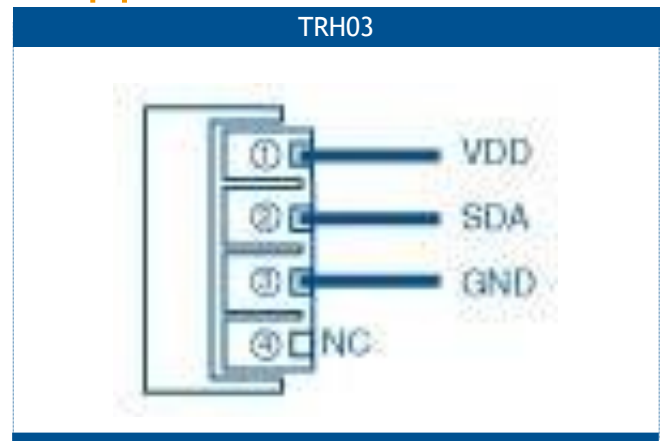 TRH03
① VDD
② SDA
③ GND
④ NC